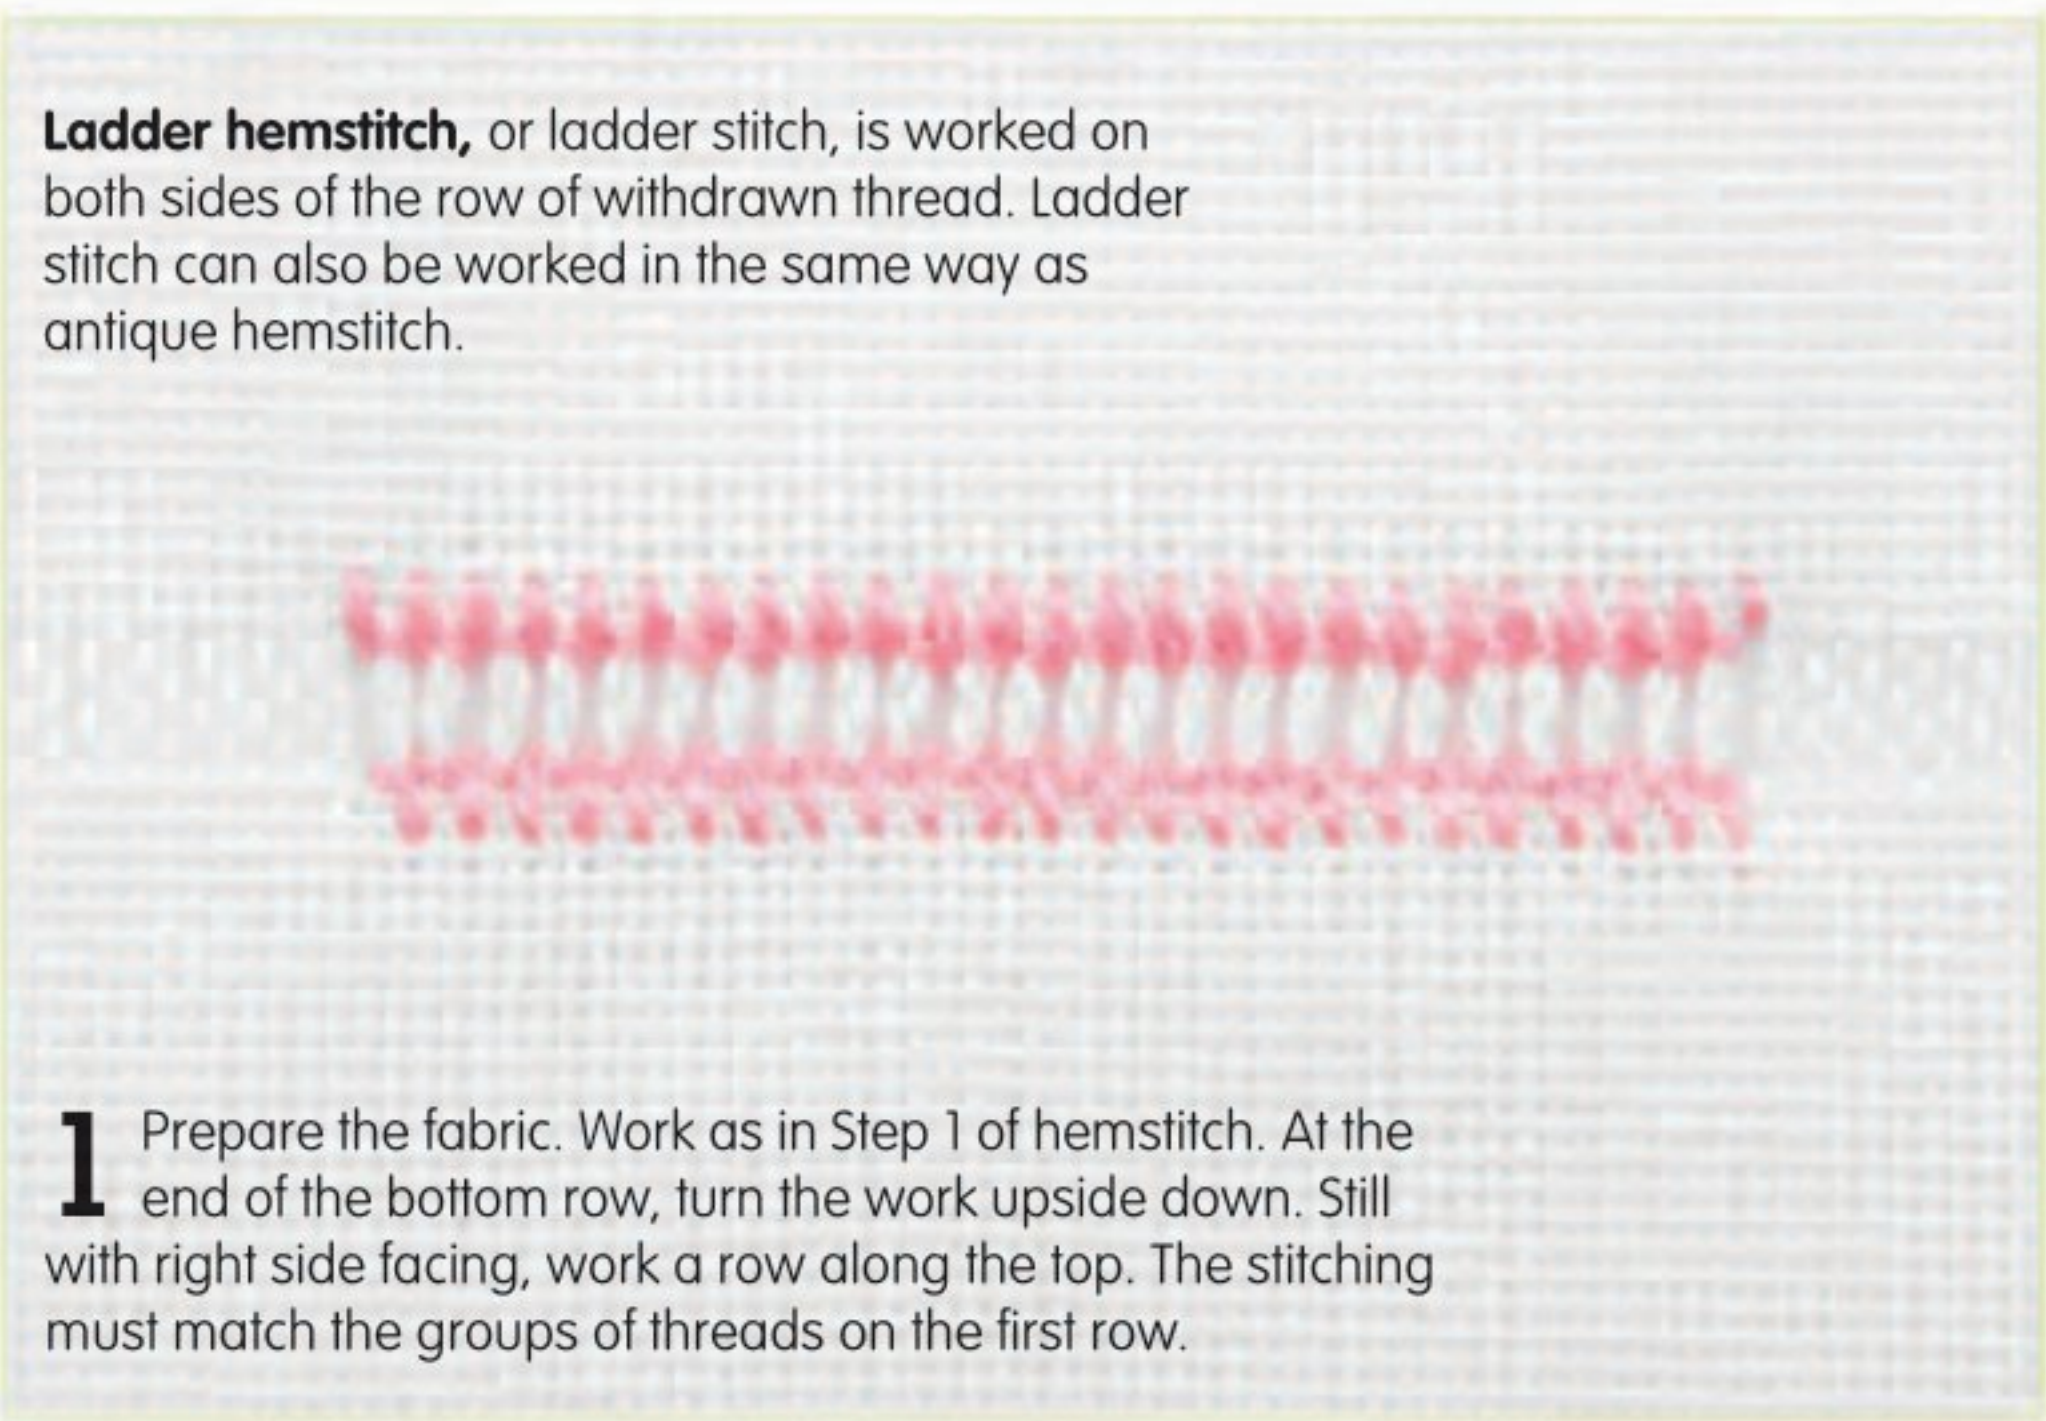 Ladder hemstitch, or ladder stitch, is worked on
both sides of the row of withdrawn thread. Ladder
stitch can also be worked in the same way as
antique hemstitch.
1 Prepare the fabric. Work as in Step 1 of hemstitch. At the
end of the bottom row, turn the work upside down. Still
with right side facing, work a row along the top. The stitching
must match the groups of threads on the first row.